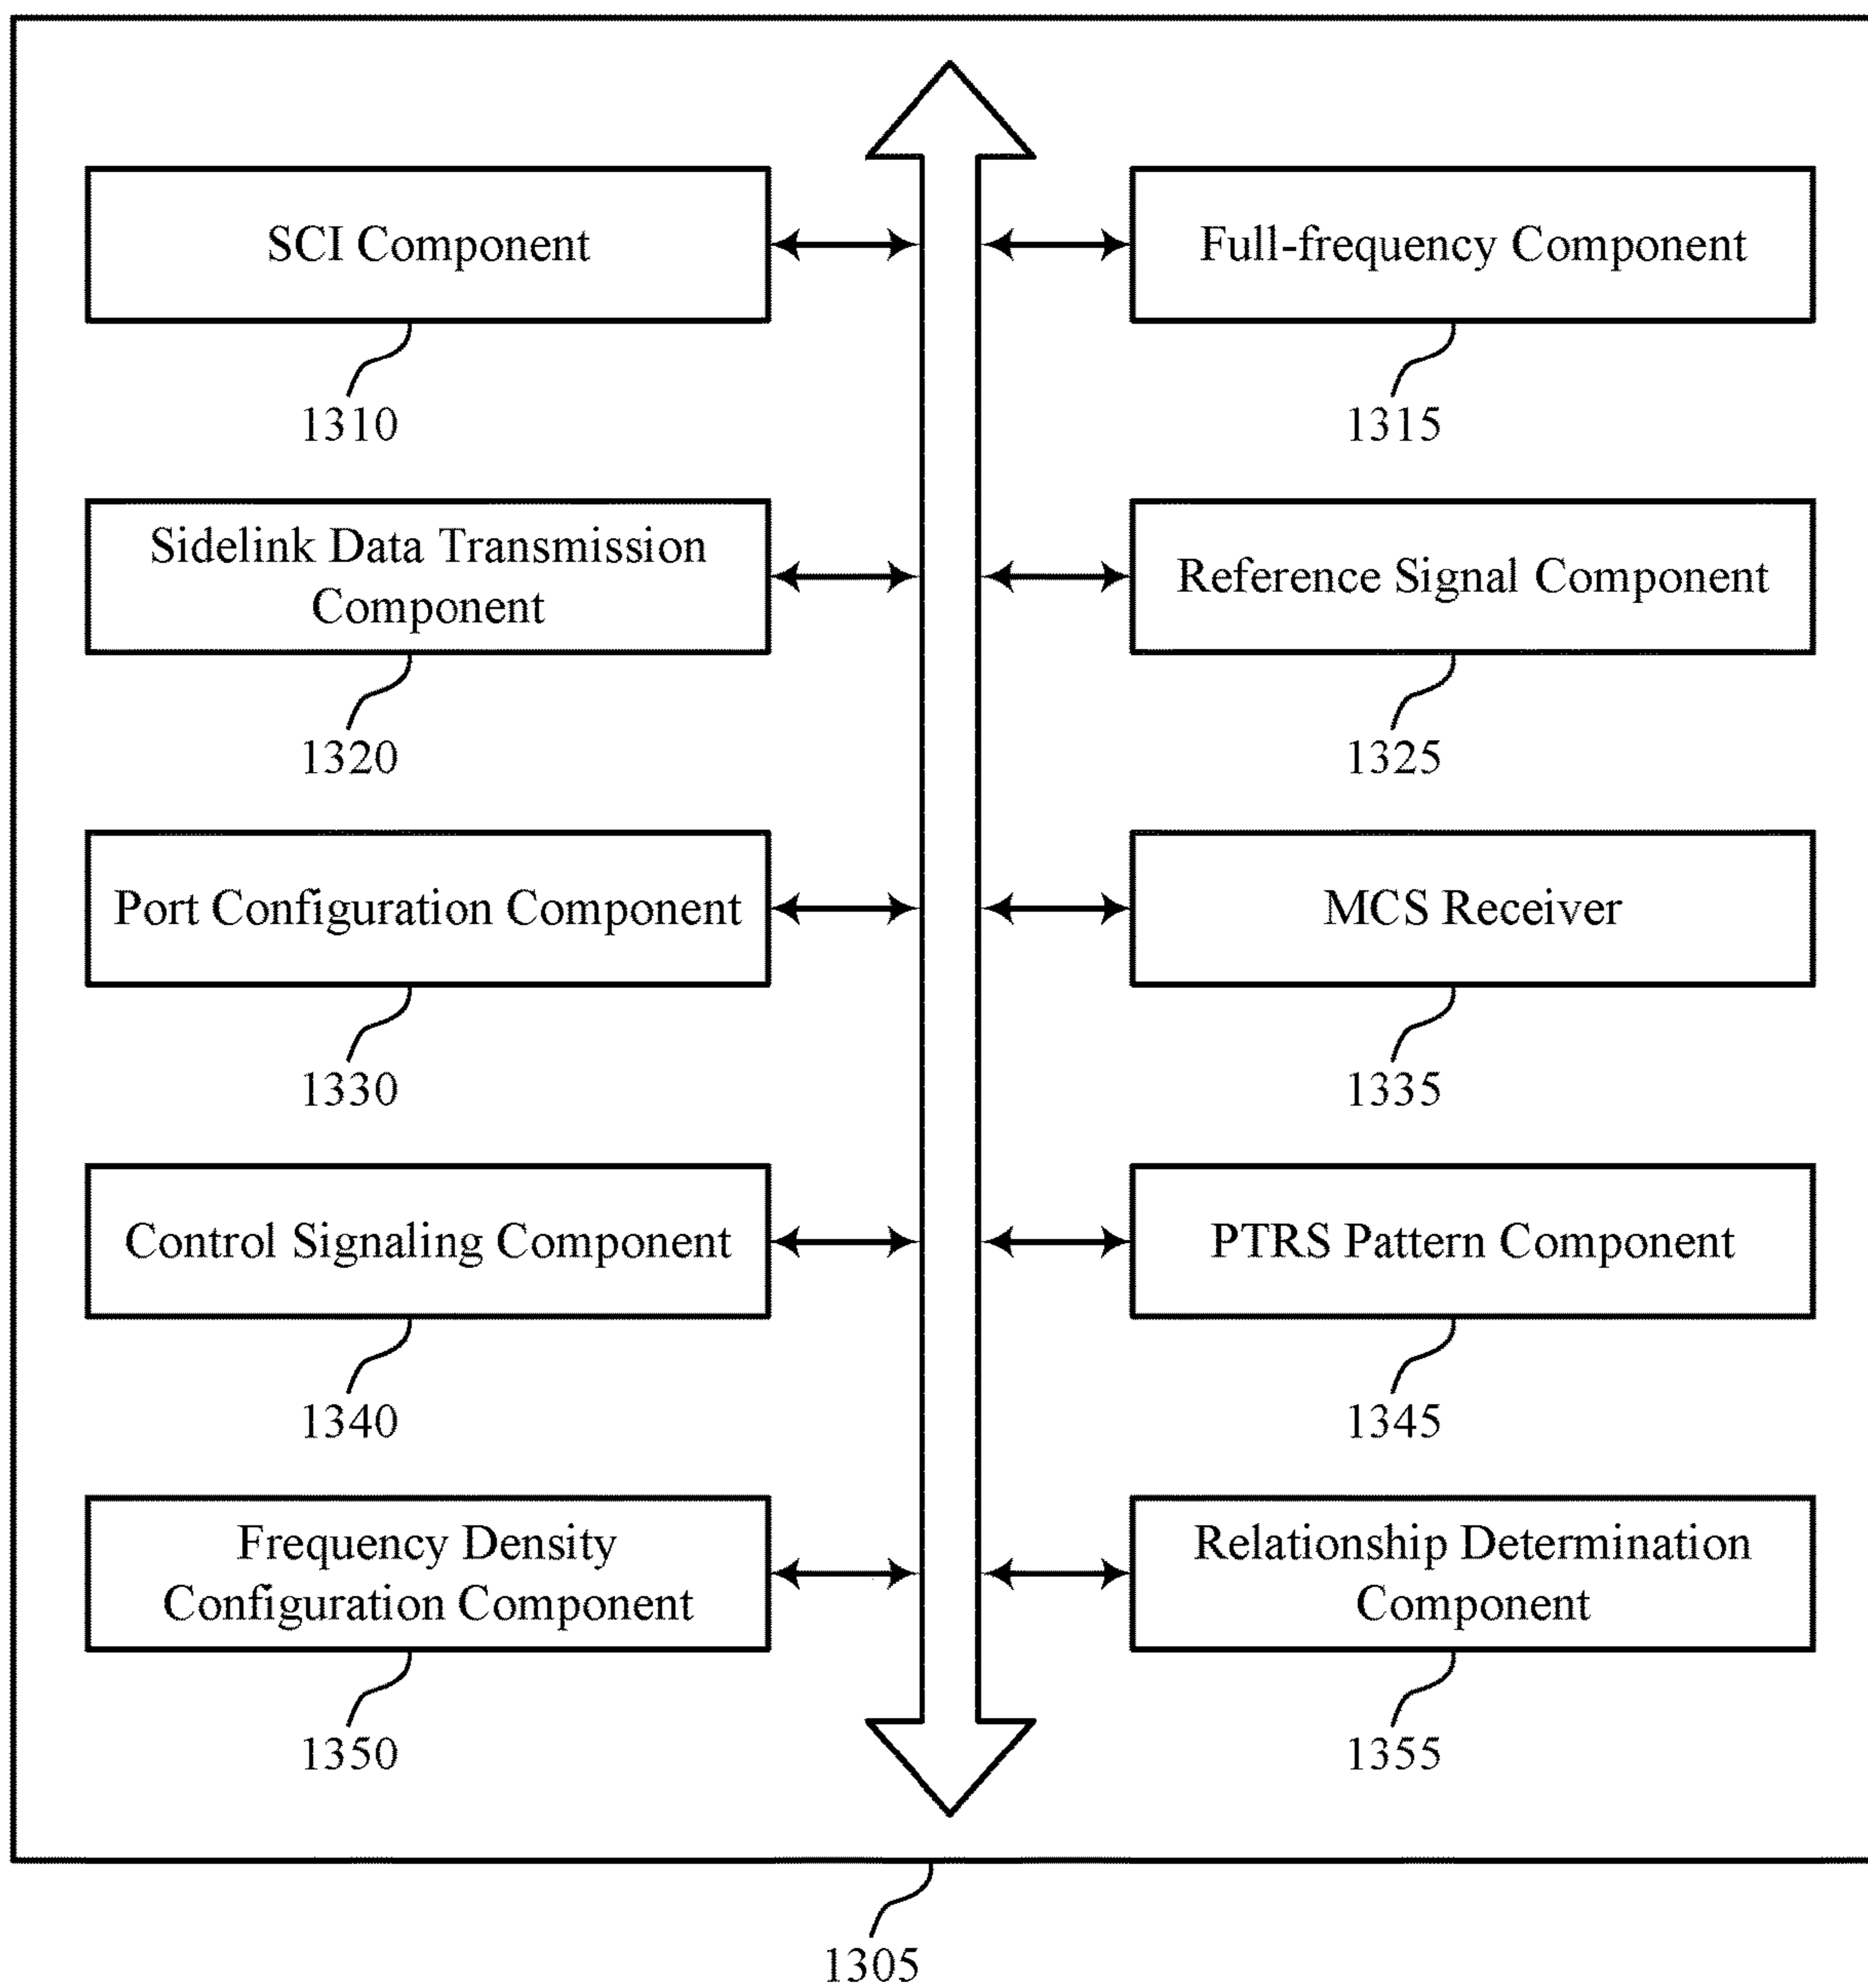 SCI Component
Full-frequency Component
1310
1315
Sidelink Data Transmission
Component
Reference Signal Component
1320
1325
Port Configuration Component
MCS Receiver
1330
1335
Control Signaling Component
PTRS Pattern Component
1340
1345
Frequency Density
Configuration Component
Relationship Determination
Component
1350
1355
1305